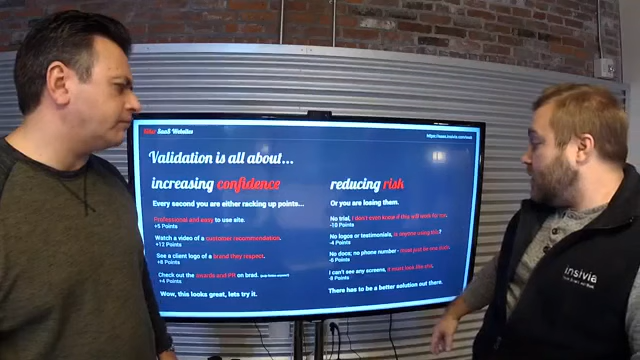 Killer SaaS Websites
https://saas.insivia.com/meet
Validation is all about...
increasing confidence
Every second you are either racking up points...
Professional and easy to use site.
+5 Points
Watch a video of a customer recommendation.
+12 Points
See a client logo of a brand they respect.
+8 Points
Check out the awards and PR on brad.
+4 Points
Wow, this looks great, lets try it.
reducing risk
Or you are losing them.
No trial, I don't even know if this will work for me.
-10 Points
No logos or testimonials, is anyone using this?
-4 Points
No docs; no phone number - must just be one dude.
-6 Points
I can't see any screens, it must look like shit.
-8 Points
There has to be a better solution out there.
insivia